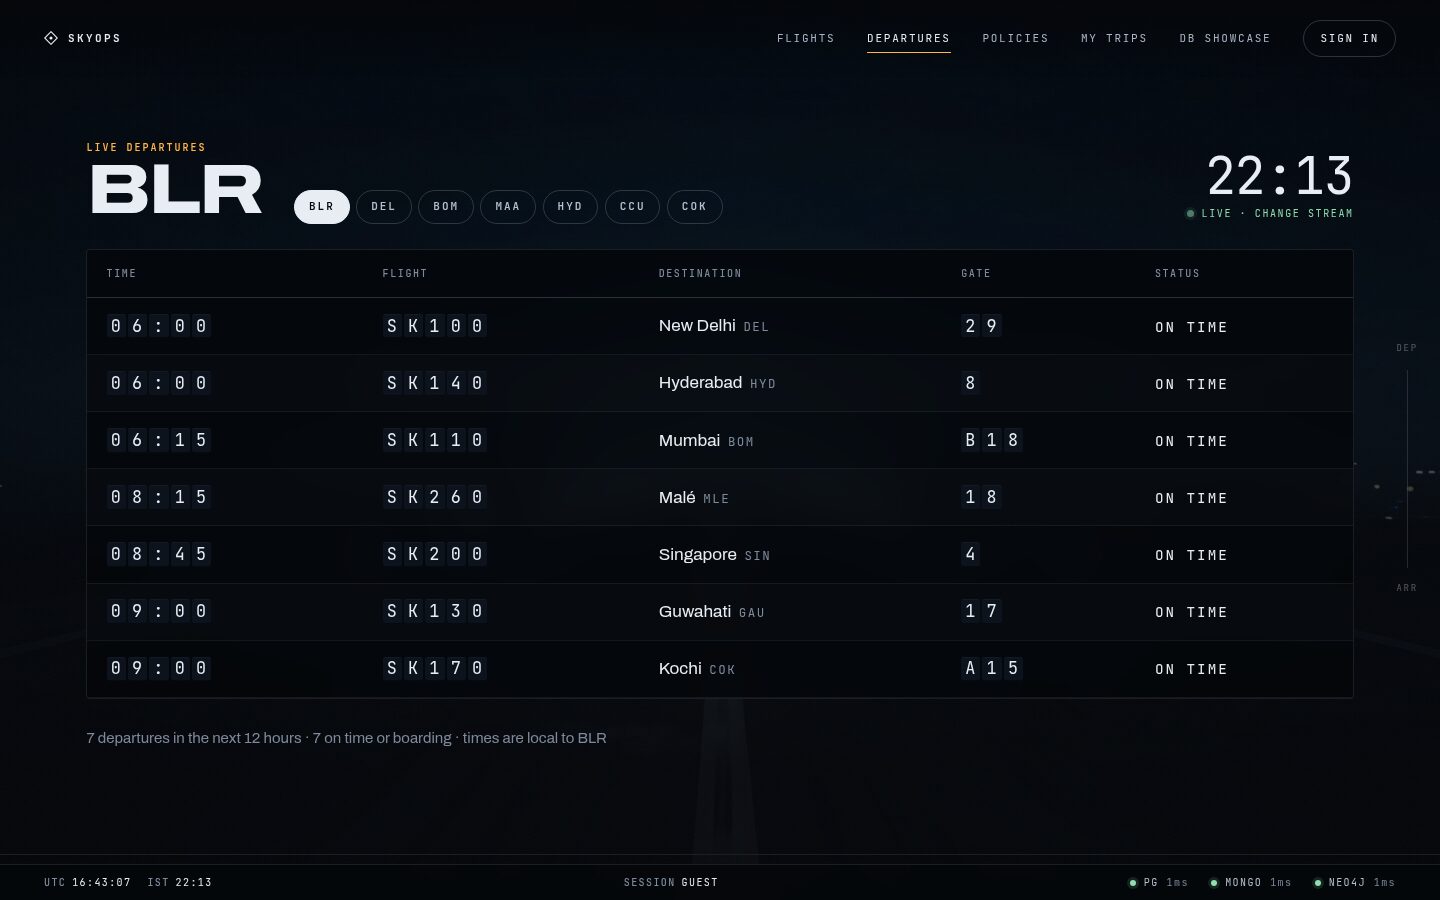 SKYOPS
FLIGHTS DEPARTURES POLICIES MY TRIPS DB SHOWCASE SIGN IN
LIVE DEPARTURES
BLR
BLR DEL BOM MAA HYD CCU COK
22:13
LIVE · CHANGE STREAM
TIME FLIGHT DESTINATION GATE STATUS
06:00 SK100 New Delhi DEL 29 ON TIME
06:00 SK140 Hyderabad HYD 8 ON TIME
06:15 SK110 Mumbai BOM B18 ON TIME
08:15 SK260 Malé MLE 18 ON TIME
08:45 SK200 Singapore SIN 4 ON TIME
09:00 SK130 Guwahati GAU 17 ON TIME
09:00 SK170 Kochi COK A15 ON TIME
DEP
ARR
7 departures in the next 12 hours · 7 on time or boarding · times are local to BLR
UTC 16:43:07 IST 22:13 SESSION GUEST PG 1ms MONGO 1ms NEO4J 1ms